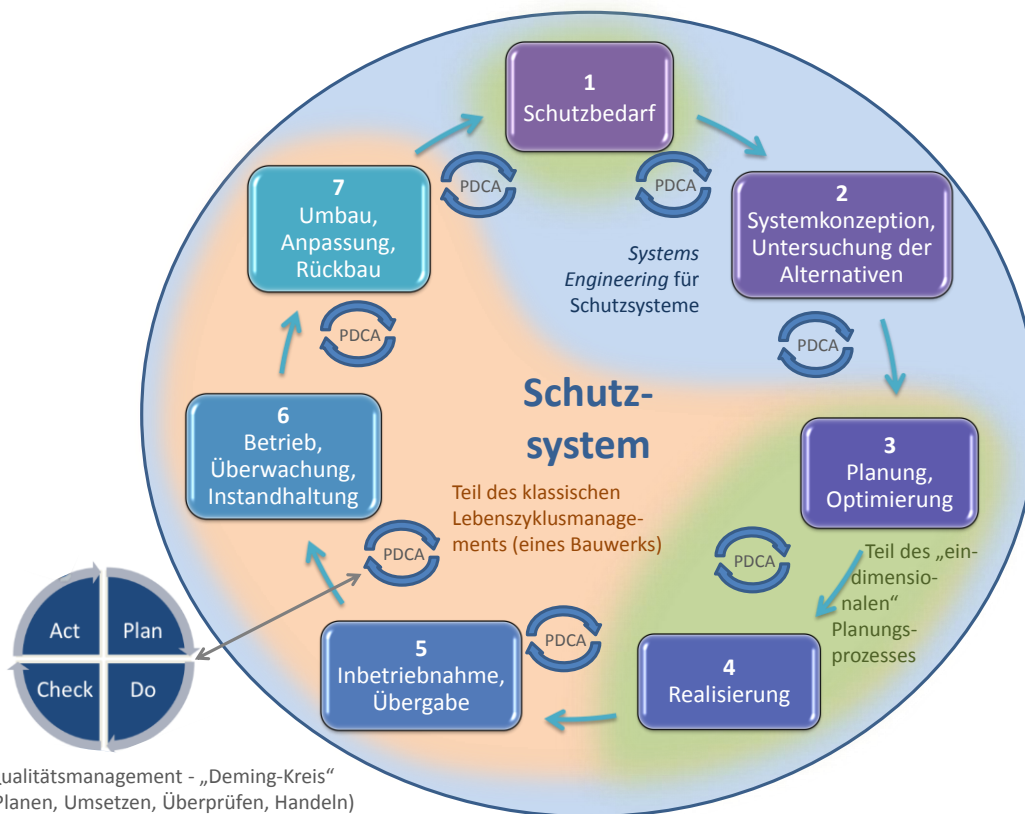 1
Schutzbedarf
2
Systemkonzeption,
Untersuchung der
Alternativen
PDCA
PDCA
7
Umbau,
Anpassung,
Rückbau
Systems
Engineering für
Schutzsysteme
PDCA
PDCA
Schutz-
system
3
Planung,
Optimierung
6
Betrieb,
Überwachung,
Instandhaltung
Teil des klassischen
Lebenszyklusmanage-
ments (eines Bauwerks)
PDCA
PDCA
Teil des „ein-
dimensio-
nalen“
Planungs-
prozesses
5
Inbetriebnahme,
Übergabe
PDCA
4
Realisierung
Act
Plan
Check
Do
ualitätsmanagement - „Deming-Kreis“
Planen, Umsetzen, Überprüfen, Handeln)